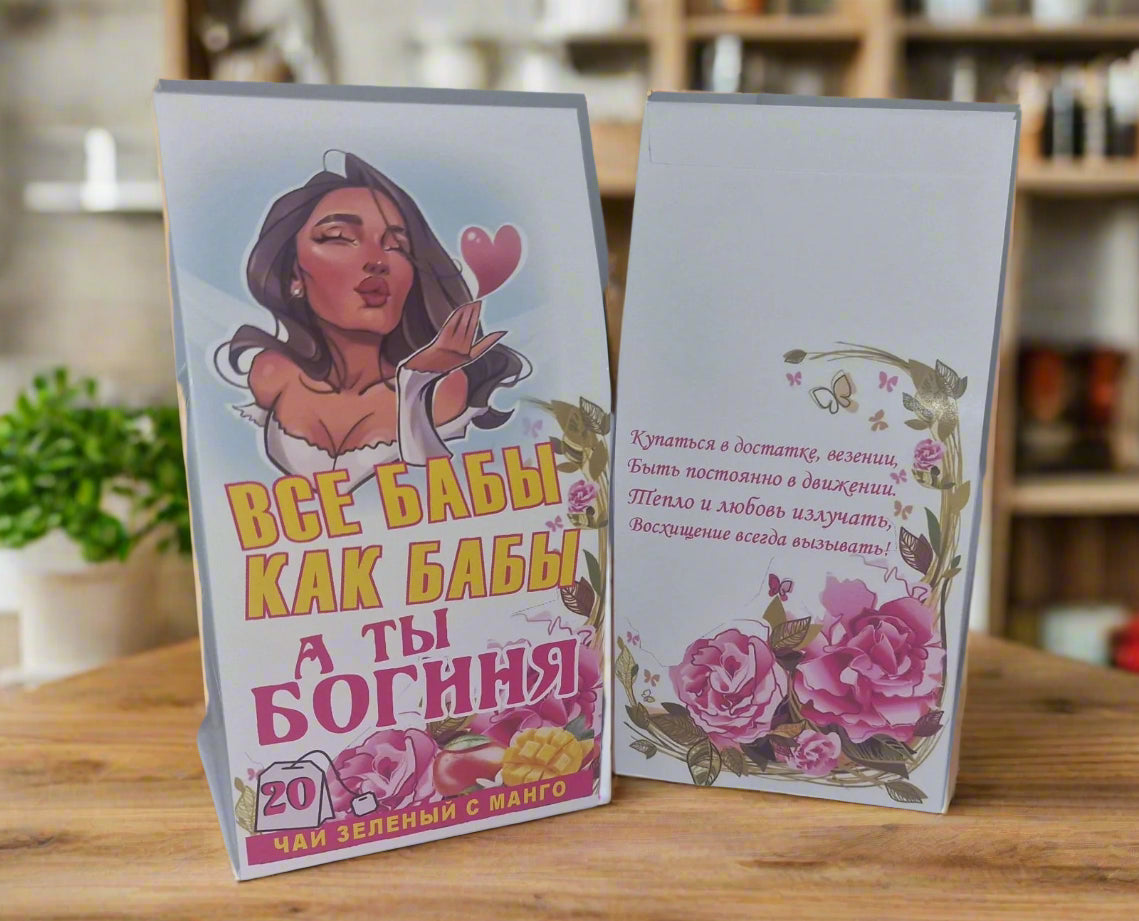 ВСЕ БАБЫ
КАК БАБЫ
А ТЫ
БОГИНЯ
20
ЧАЙ ЗЕЛЕНЫЙ С МАНГО
Купаться в достатке, везении,
Быть постоянно в движении.
Тепло и любовь излучать,
Восхищение всегда вызывать!